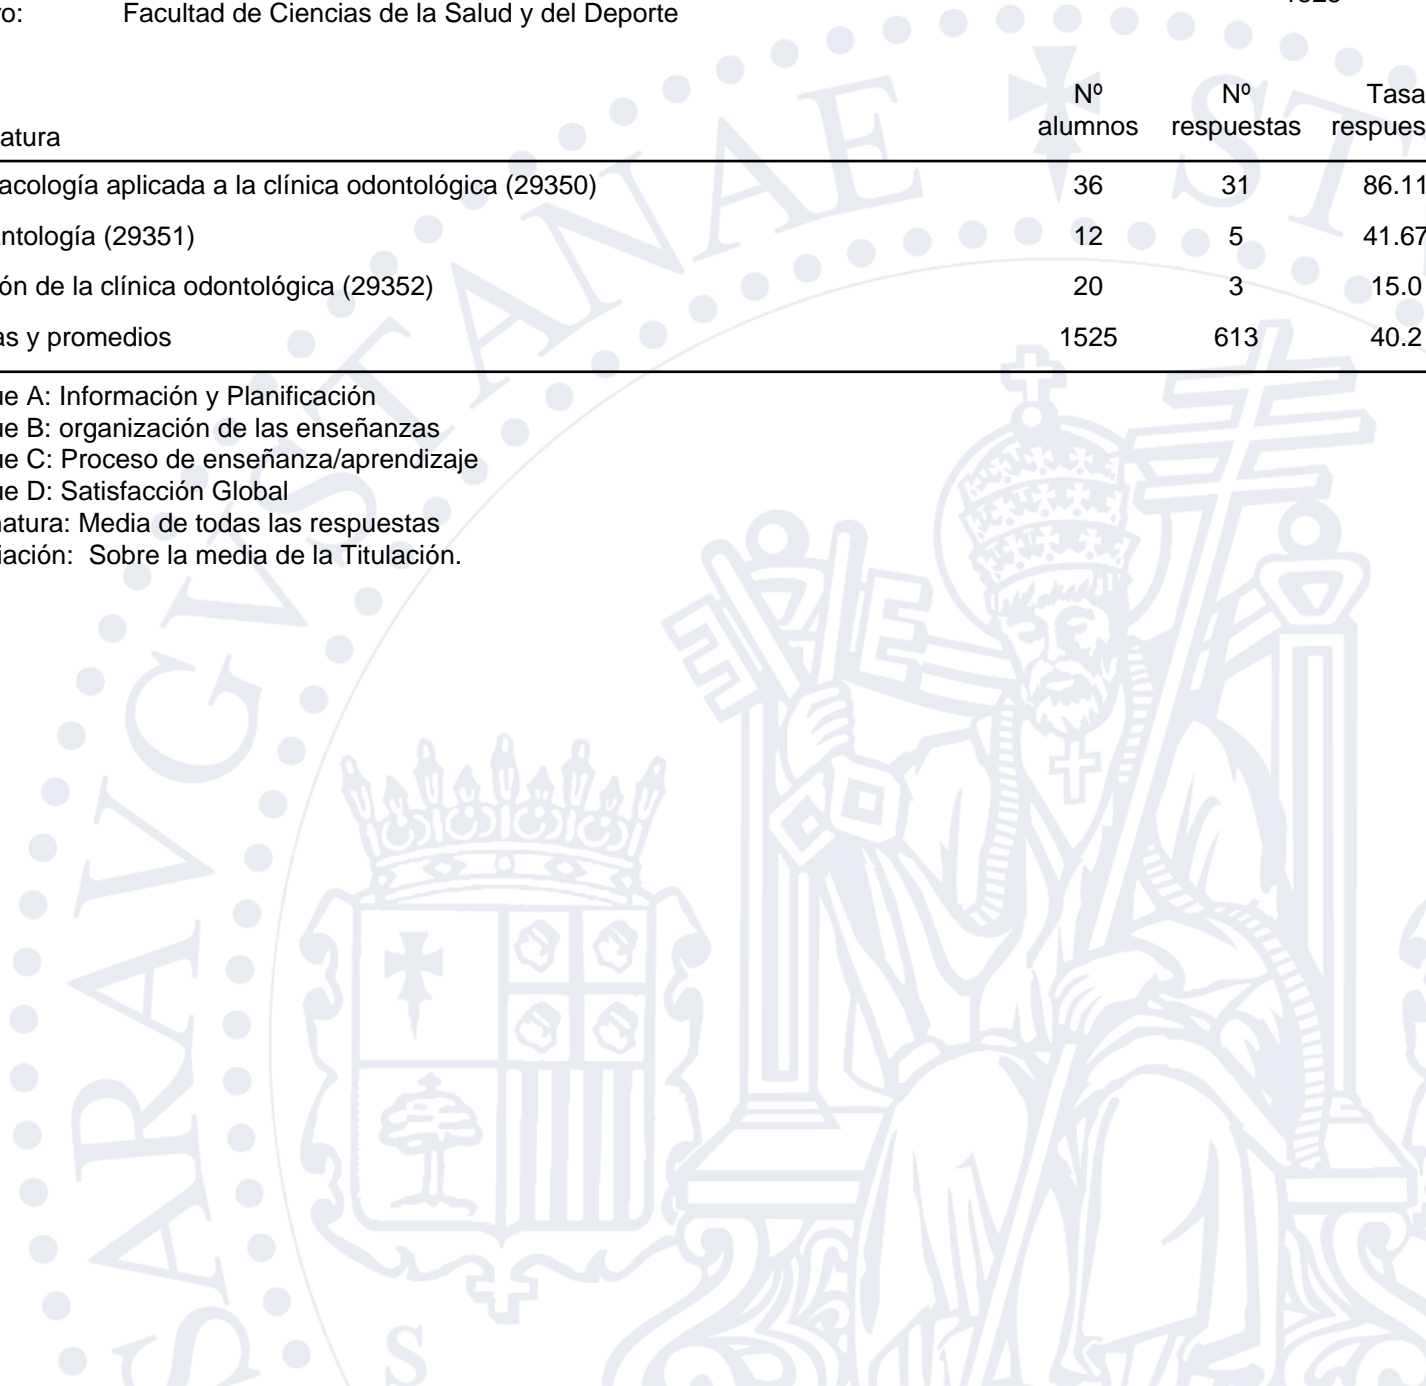 ro: Facultad de Ciencias de la Salud y del Deporte
Nº Nº Tasa
alumnos respuestas respues
atura
acología aplicada a la clínica odontológica (29350) 36 31 86.11
ntología (29351) 12 5 41.67
ón de la clínica odontológica (29352) 20 3 15.0
as y promedios 1525 613 40.2
ue A: Información y Planificación
ue B: organización de las enseñanzas
ue C: Proceso de enseñanza/aprendizaje
ue D: Satisfacción Global
natura: Media de todas las respuestas
iación: Sobre la media de la Titulación.
SARAVGVSTANAE ST
S